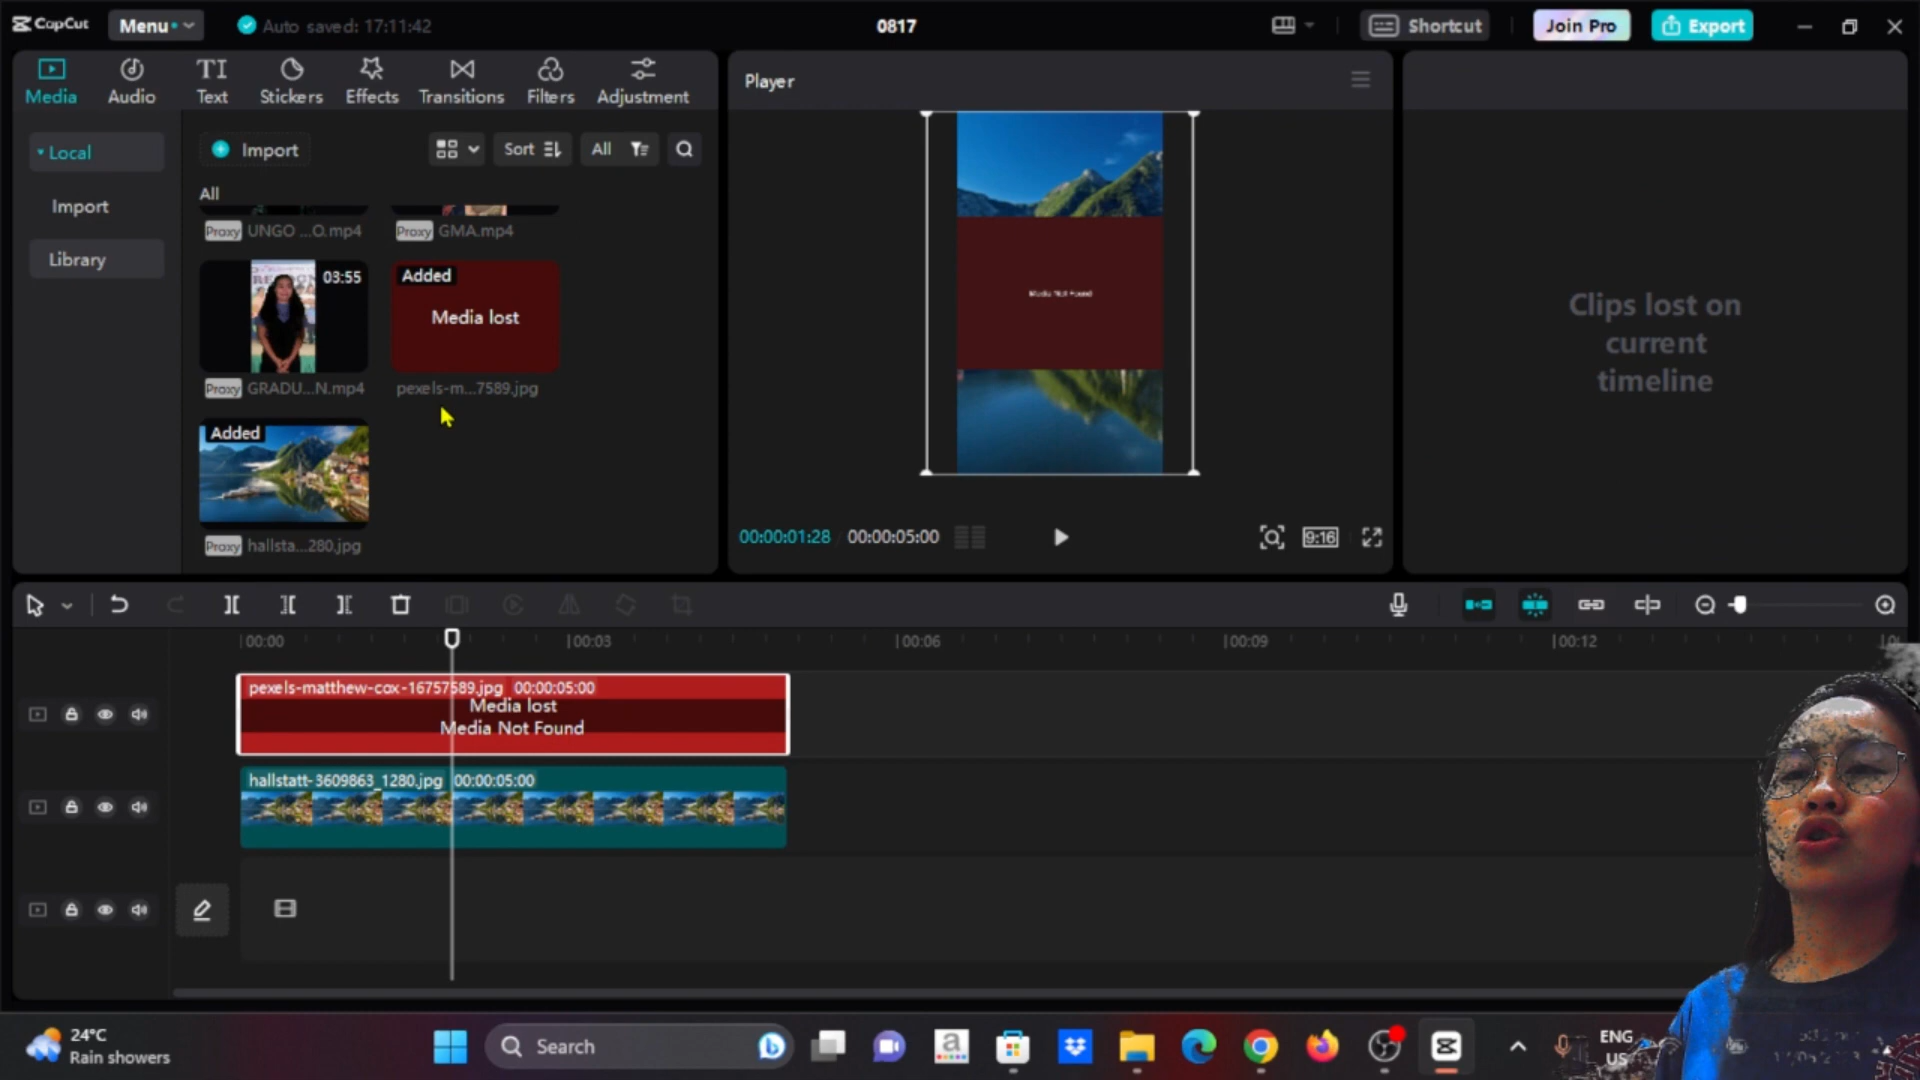 CapCut
Menu
Auto saved: 17:11:42
0817
Shortcut
Join Pro
Export
Media
Audio
TI
Text
Stickers
Effects
Transitions
Filters
Adjustment
Local
Import
Library
Import
Sort
All
All
Proxy UNGO ...O.mp4
Proxy GMA.mp4
03:55
Proxy GRADU...N.mp4
Added
Media lost
pexels-m...7589.jpg
Added
Proxy hallsta...280.jpg
Player
Media Not Found
00:00:01:28
00:00:05:00
9:16
Clips lost on
current
timeline
00:00
00:03
00:06
00:09
00:12
pexels-matthew-cox-16757589.jpg 00:00:05:00
Media lost
Media Not Found
hallstatt-3609863_1280.jpg 00:00:05:00
24°C
Rain showers
Search
a
ENG
US